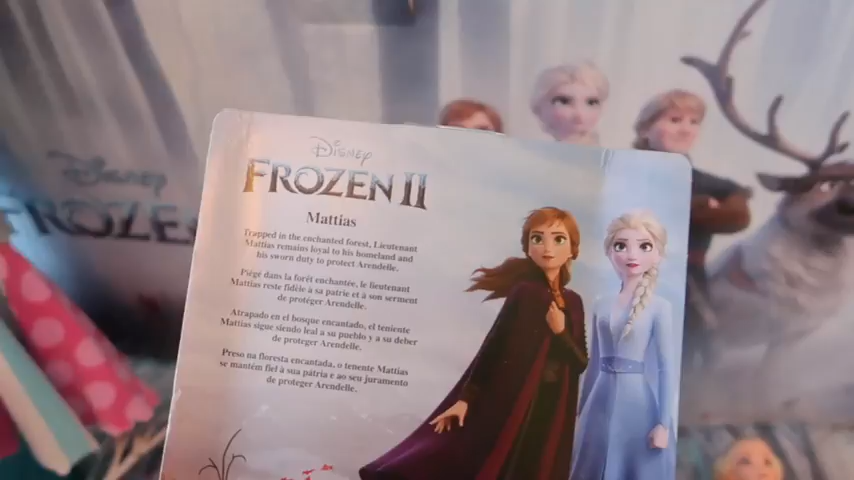 Disney
FROZEN II
Mattias
Trapped in the enchanted forest, Lieutenant
Mattias remains loyal to his homeland and
his sworn duty to protect Arendelle.
Piégé dans la forêt enchantée, le lieutenant
Mattias reste fidèle à sa patrie et à son serment
de protéger Arendelle.
Atrapado en el bosque encantado, el teniente
Mattias sigue siendo leal a su pueblo y a su deber
de proteger Arendelle.
Preso na floresta encantada, o tenente Mattias
se mantém fiel à sua pátria e ao seu juramento
de proteger Arendelle.
Disney
FROZE